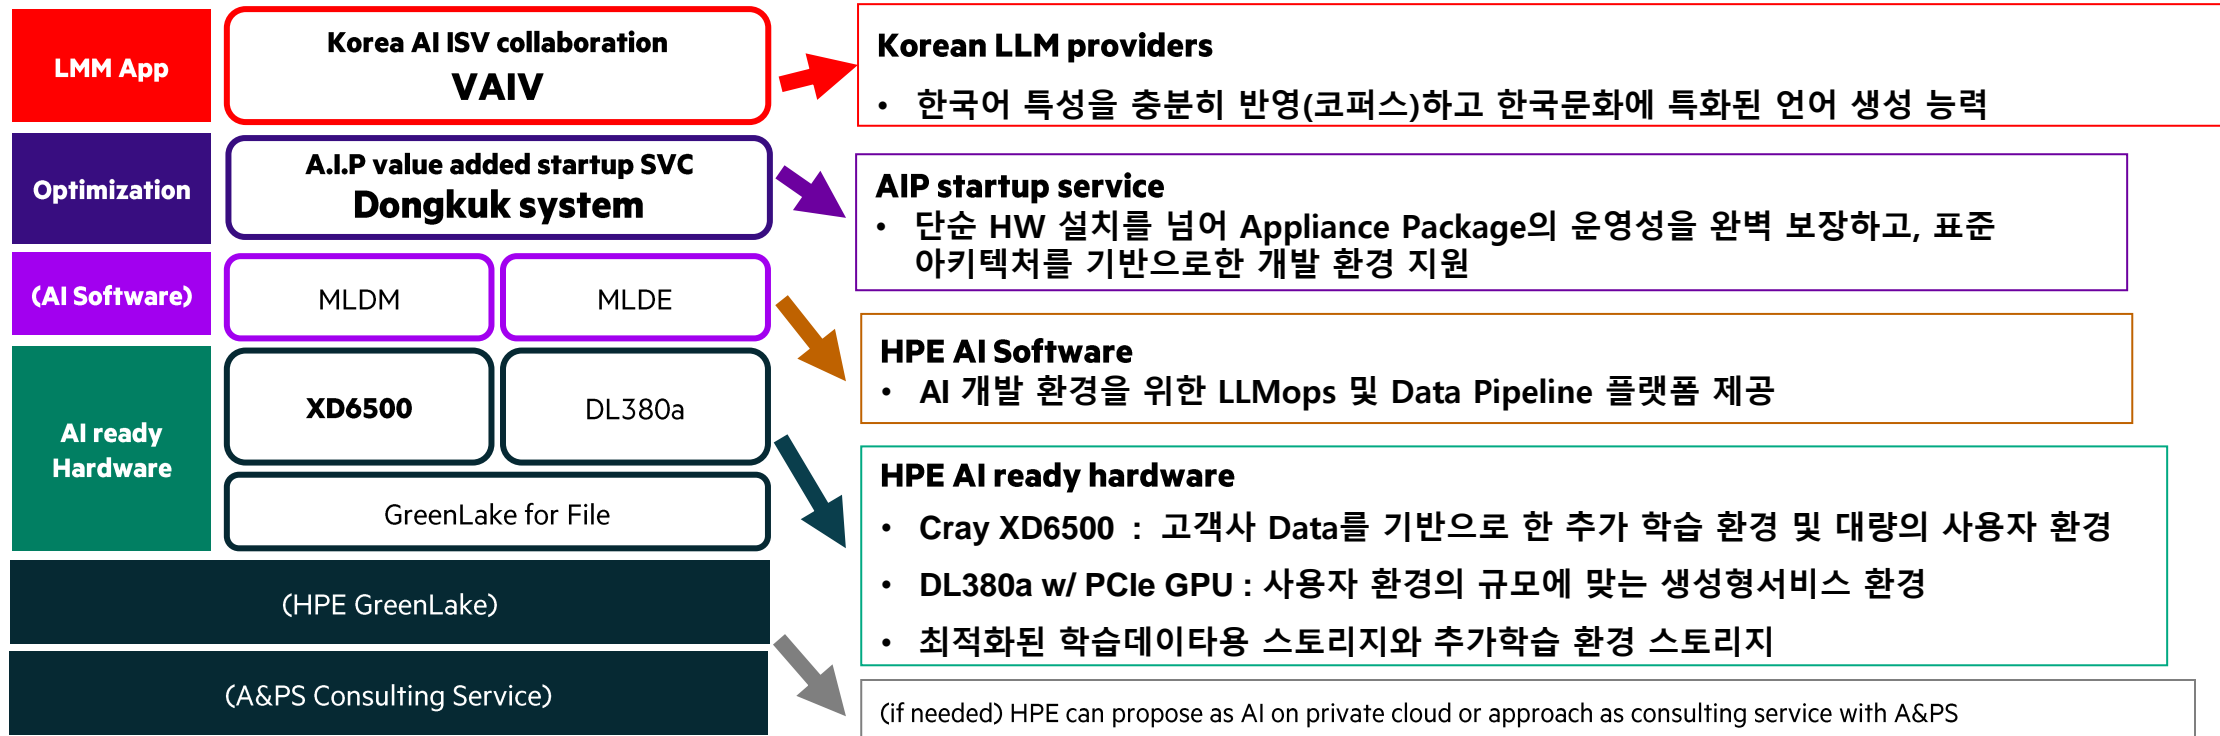 LMM App
Korea AI ISV collaboration
VAIV
Korean LLM providers
• 한국어 특성을 충분히 반영(코퍼스)하고 한국문화에 특화된 언어 생성 능력
Optimization
A.I.P value added startup SVC
Dongkuk system
AIP startup service
• 단순 HW 설치를 넘어 Appliance Package의 운영성을 완벽 보장하고, 표준
아키텍처를 기반으로한 개발 환경 지원
(AI Software)
MLDM
MLDE
HPE AI Software
• AI 개발 환경을 위한 LLMops 및 Data Pipeline 플랫폼 제공
AI ready
Hardware
XD6500
DL380a
GreenLake for File
HPE AI ready hardware
• Cray XD6500 : 고객사 Data를 기반으로 한 추가 학습 환경 및 대량의 사용자 환경
• DL380a w/ PCIe GPU : 사용자 환경의 규모에 맞는 생성형서비스 환경
• 최적화된 학습데이타용 스토리지와 추가학습 환경 스토리지
(HPE GreenLake)
(A&PS Consulting Service)
(if needed) HPE can propose as AI on private cloud or approach as consulting service with A&PS